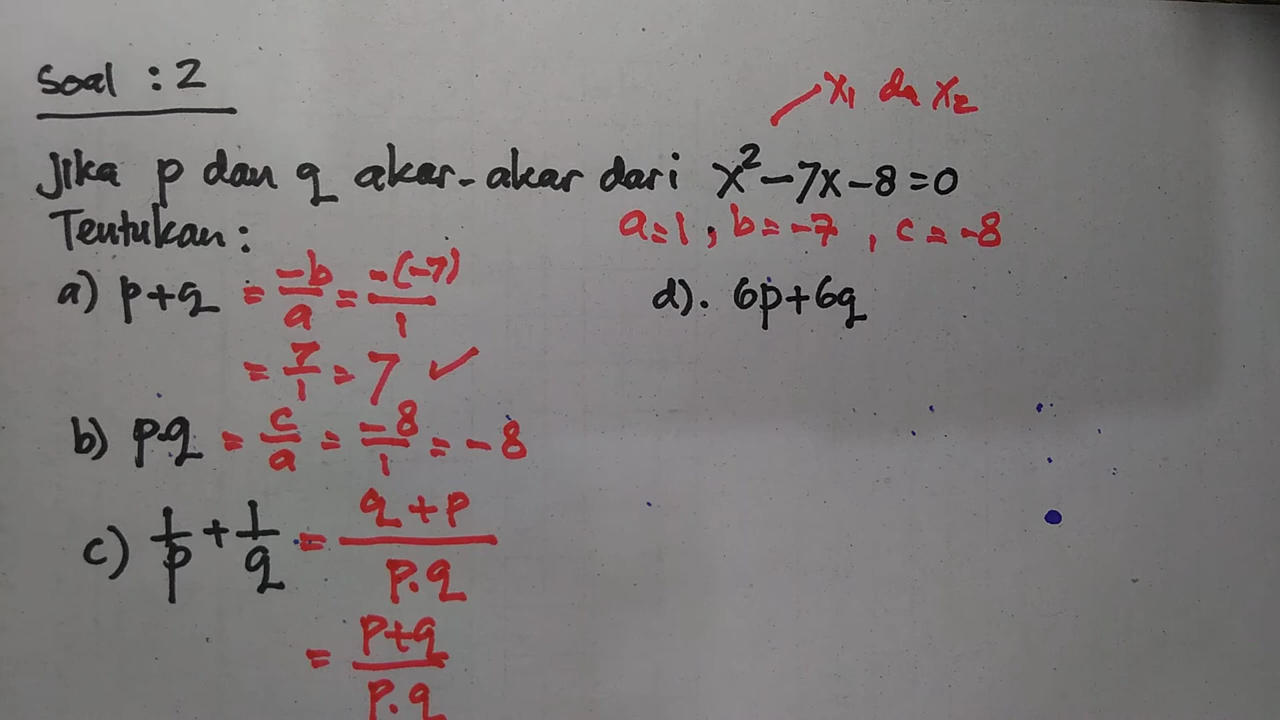 Soal : 2
x₁ dn x₂
Jika p dan q akar-akar dari x²-7x-8=0
Tentukan :
a=1 , b=-7 , c=-8
a) p+q = -b/a = -(-7)/1
= 7/1 = 7 ✓
b) p.q = c/a = -8/1 = -8
c) 1/p + 1/q = q+p/p.q
= p+q/p.q
d). 6p+6q